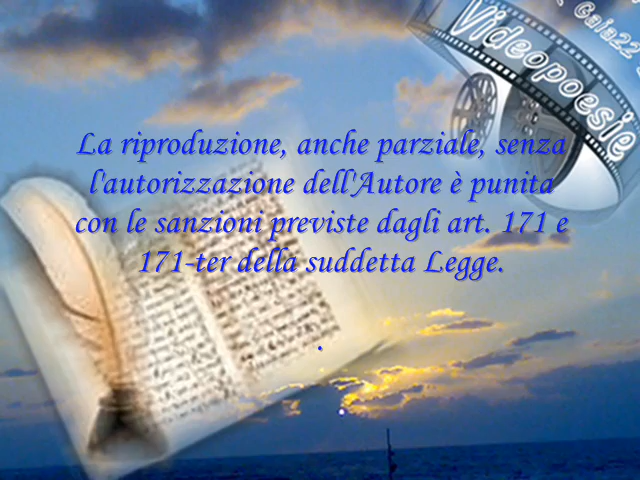 Gaia22
Videopoesie
La riproduzione, anche parziale, senza
l'autorizzazione dell'Autore è punita
con le sanzioni previste dagli art. 171 e
171-ter della suddetta Legge.
.